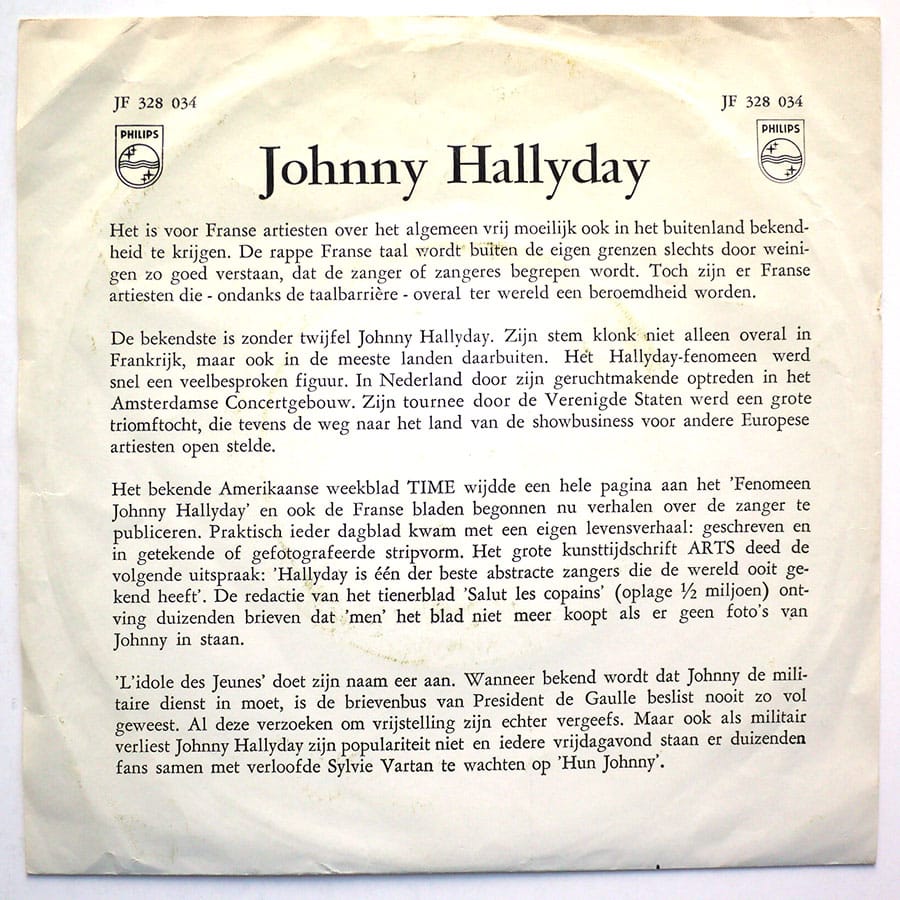 JF 328 034
JF 328 034
PHILIPS
PHILIPS
Johnny Hallyday
Het is voor Franse artiesten over het algemeen vrij moeilijk ook in het buitenland bekend-
heid te krijgen. De rappe Franse taal wordt buiten de eigen grenzen slechts door weini-
gen zo goed verstaan, dat de zanger of zangeres begrepen wordt. Toch zijn er Franse
artiesten die - ondanks de taalbarrière - overal ter wereld een beroemdheid worden.
De bekendste is zonder twijfel Johnny Hallyday. Zijn stem klonk niet alleen overal in
Frankrijk, maar ook in de meeste landen daarbuiten. Het Hallyday-fenomeen werd
snel een veelbesproken figuur. In Nederland door zijn geruchtmakende optreden in het
Amsterdamse Concertgebouw. Zijn tournee door de Verenigde Staten werd een grote
triomftocht, die tevens de weg naar het land van de showbusiness voor andere Europese
artiesten open stelde.
Het bekende Amerikaanse weekblad TIME wijdde een hele pagina aan het 'Fenomeen
Johnny Hallyday' en ook de Franse bladen begonnen nu verhalen over de zanger te
publiceren. Praktisch ieder dagblad kwam met een eigen levensverhaal: geschreven en
in getekende of gefotografeerde stripvorm. Het grote kunsttijdschrift ARTS deed de
volgende uitspraak: 'Hallyday is één der beste abstracte zangers die de wereld ooit ge-
kend heeft'. De redactie van het tienerblad 'Salut les copains' (oplage ½ miljoen) ont-
ving duizenden brieven dat 'men' het blad niet meer koopt als er geen foto's van
Johnny in staan.
'L'idole des Jeunes' doet zijn naam eer aan. Wanneer bekend wordt dat Johnny de mili-
taire dienst in moet, is de brievenbus van President de Gaulle beslist nooit zo vol
geweest. Al deze verzoeken om vrijstelling zijn echter vergeefs. Maar ook als militair
verliest Johnny Hallyday zijn populariteit niet en iedere vrijdagavond staan er duizenden
fans samen met verloofde Sylvie Vartan te wachten op 'Hun Johnny'.